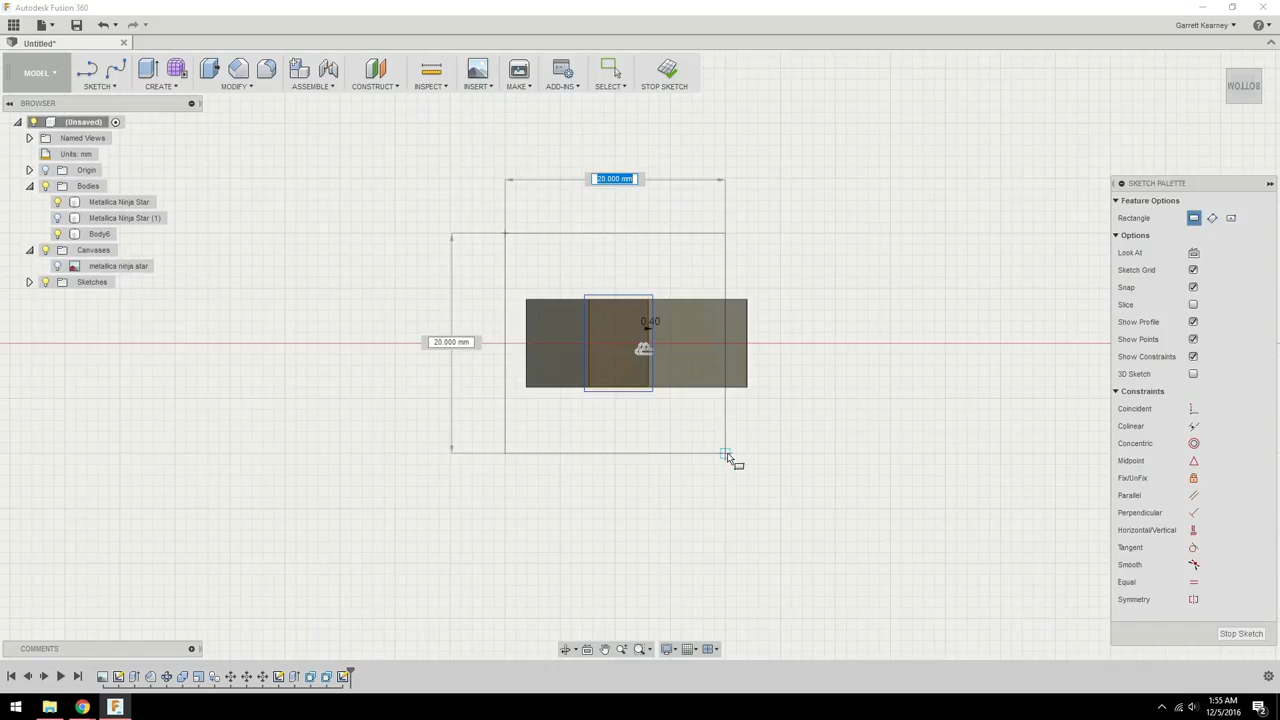 Autodesk Fusion 360
Garrett Kearney
Untitled*
MODEL
SKETCH
CREATE
MODIFY
ASSEMBLE
CONSTRUCT
INSPECT
INSERT
MAKE
ADD-INS
SELECT
STOP SKETCH
BOTTOM
BROWSER
(Unsaved)
Named Views
Units: mm
Origin
Bodies
Metallica Ninja Star
Metallica Ninja Star (1)
Body6
Canvases
metallica ninja star
Sketches
20.000 mm
0.40
20.000 mm
SKETCH PALETTE
Feature Options
Rectangle
Options
Look At
Sketch Grid
Snap
Slice
Show Profile
Show Points
Show Constraints
3D Sketch
Constraints
Coincident
Colinear
Concentric
Midpoint
Fix/UnFix
Parallel
Perpendicular
Horizontal/Vertical
Tangent
Smooth
Equal
Symmetry
Stop Sketch
COMMENTS
1:55 AM
12/5/2016